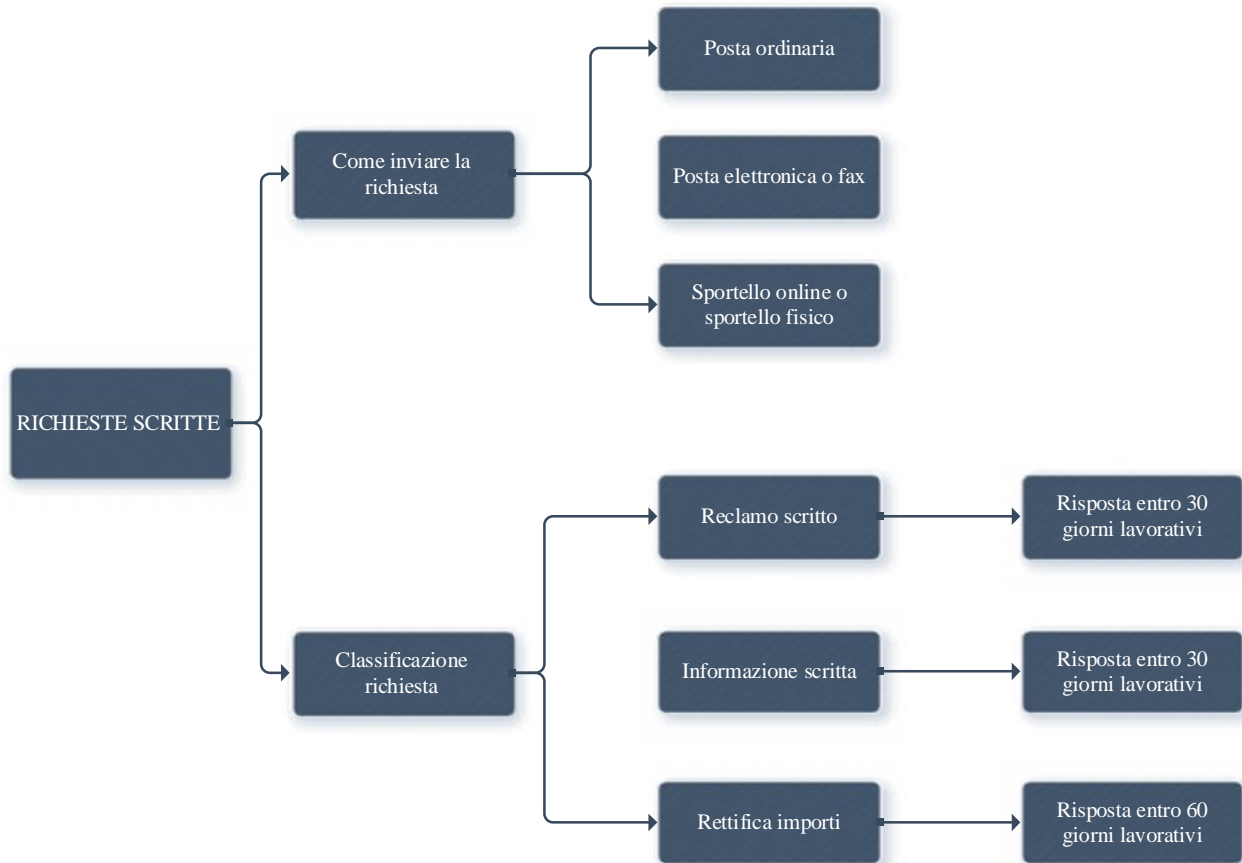 Posta ordinaria
Come inviare la
richiesta
Posta elettronica o fax
Sportello online o
sportello fisico
RICHIESTE SCRITTE
Reclamo scritto
Risposta entro 30
giorni lavorativi
Classificazione
richiesta
Informazione scritta
Risposta entro 30
giorni lavorativi
Rettifica importi
Risposta entro 60
giorni lavorativi